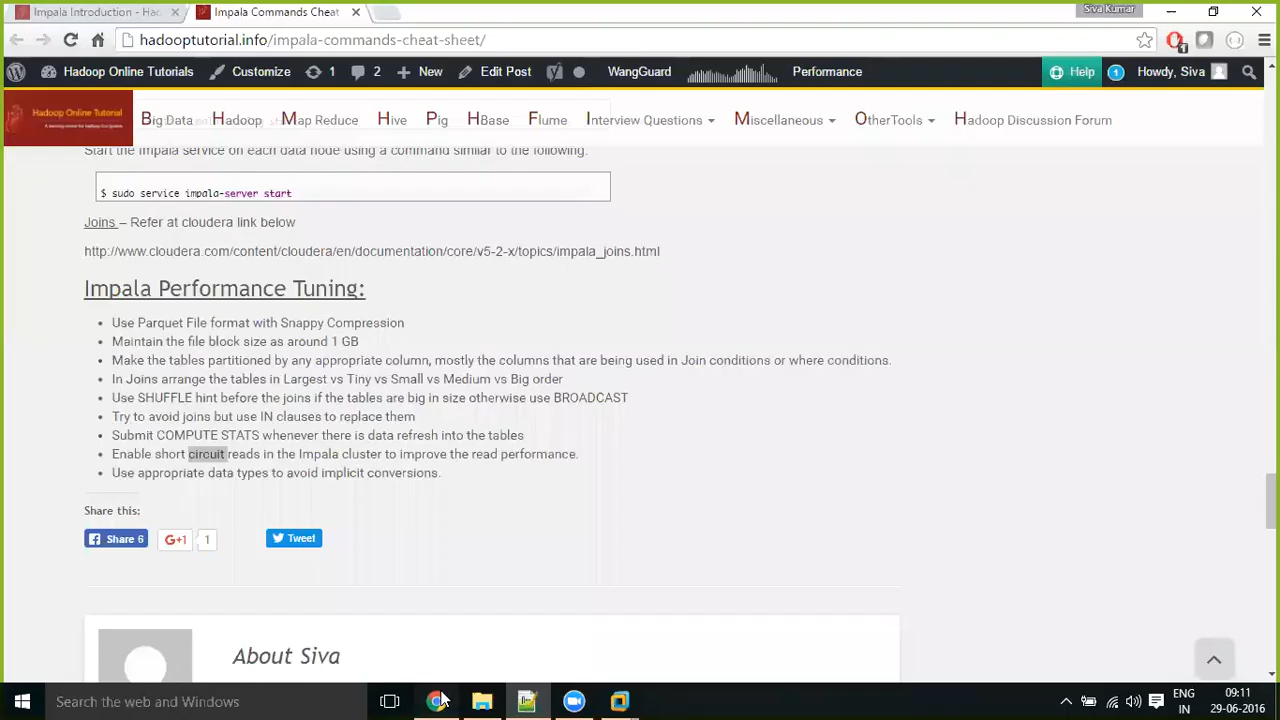 Impala Introduction - Had
Impala Commands Cheat
Siva Kumar
hadooptutorial.info/impala-commands-cheat-sheet/
Hadoop Online Tutorials
Customize
1
2
New
Edit Post
WangGuard
Performance
Help
1
Howdy, Siva
Hadoop Online Tutorial
Big Data
Hadoop
Map Reduce
Hive
Pig
HBase
Flume
Interview Questions
Miscellaneous
OtherTools
Hadoop Discussion Forum
Start the Impala service on each data node using a command similar to the following.
$ sudo service impala-server start
Joins – Refer at cloudera link below
http://www.cloudera.com/content/cloudera/en/documentation/core/v5-2-x/topics/impala_joins.html
Impala Performance Tuning:
• Use Parquet File format with Snappy Compression
• Maintain the file block size as around 1 GB
• Make the tables partitioned by any appropriate column, mostly the columns that are being used in Join conditions or where conditions.
• In Joins arrange the tables in Largest vs Tiny vs Small vs Medium vs Big order
• Use SHUFFLE hint before the joins if the tables are big in size otherwise use BROADCAST
• Try to avoid joins but use IN clauses to replace them
• Submit COMPUTE STATS whenever there is data refresh into the tables
• Enable short circuit reads in the Impala cluster to improve the read performance.
• Use appropriate data types to avoid implicit conversions.
Share this:
Share 6
G+1
1
Tweet
About Siva
Search the web and Windows
ENG
IN
09:11
29-06-2016